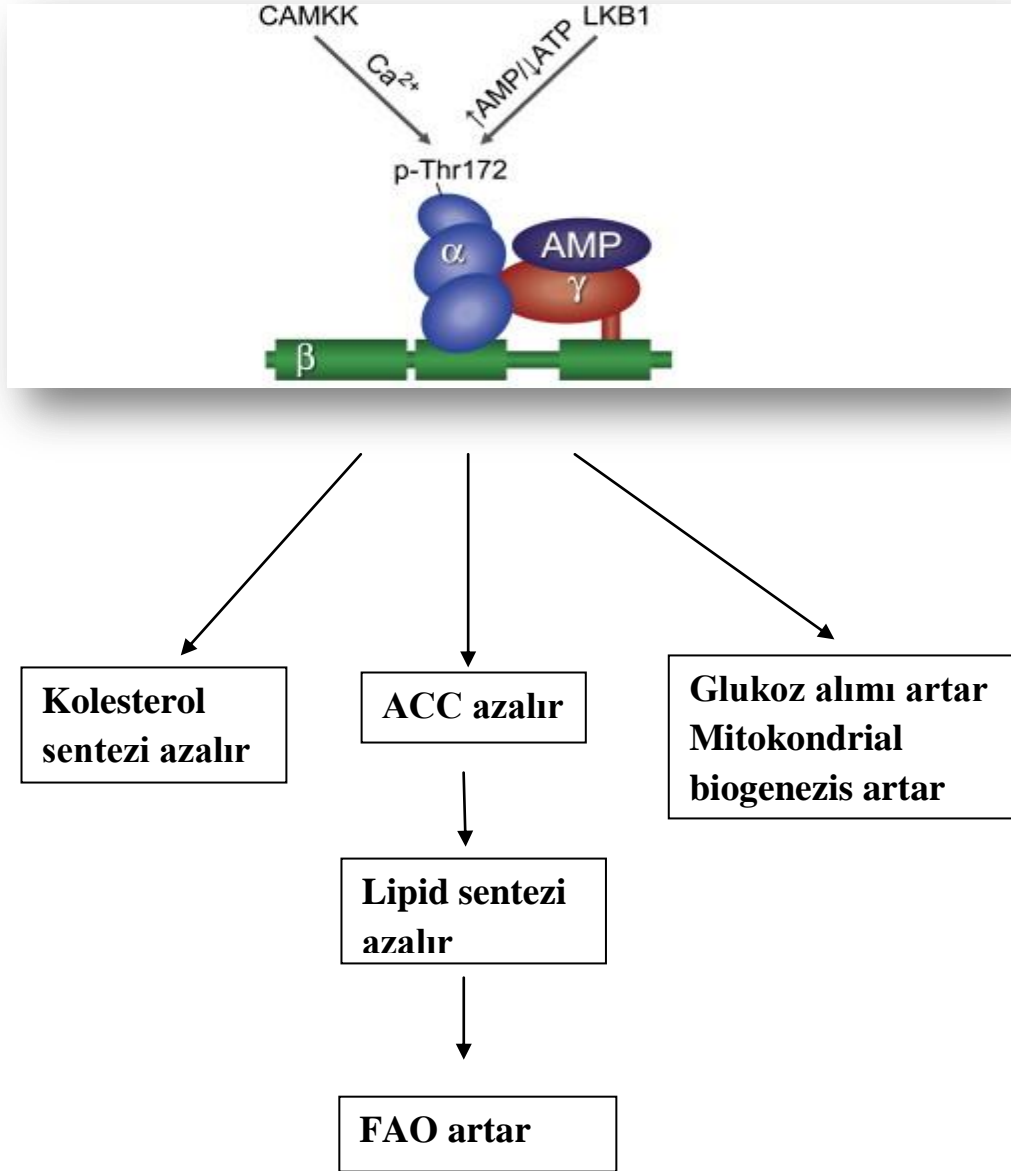 CAMKK
LKB1
Ca²⁺
↑AMP/↓ATP
p-Thr172
α
AMP
γ
β
Kolesterol
sentezi azalır
ACC azalır
Glukoz alımı artar
Mitokondrial
biogenezis artar
Lipid sentezi
azalır
FAO artar